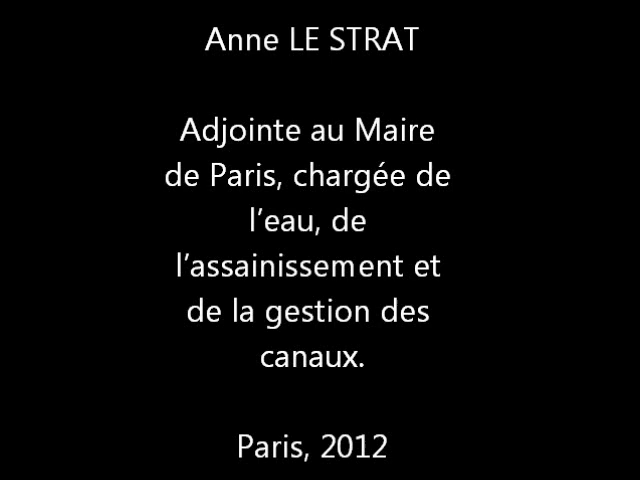 Anne LE STRAT
Adjointe au Maire
de Paris, chargée de
l’eau, de
l’assainissement et
de la gestion des
canaux.
Paris, 2012